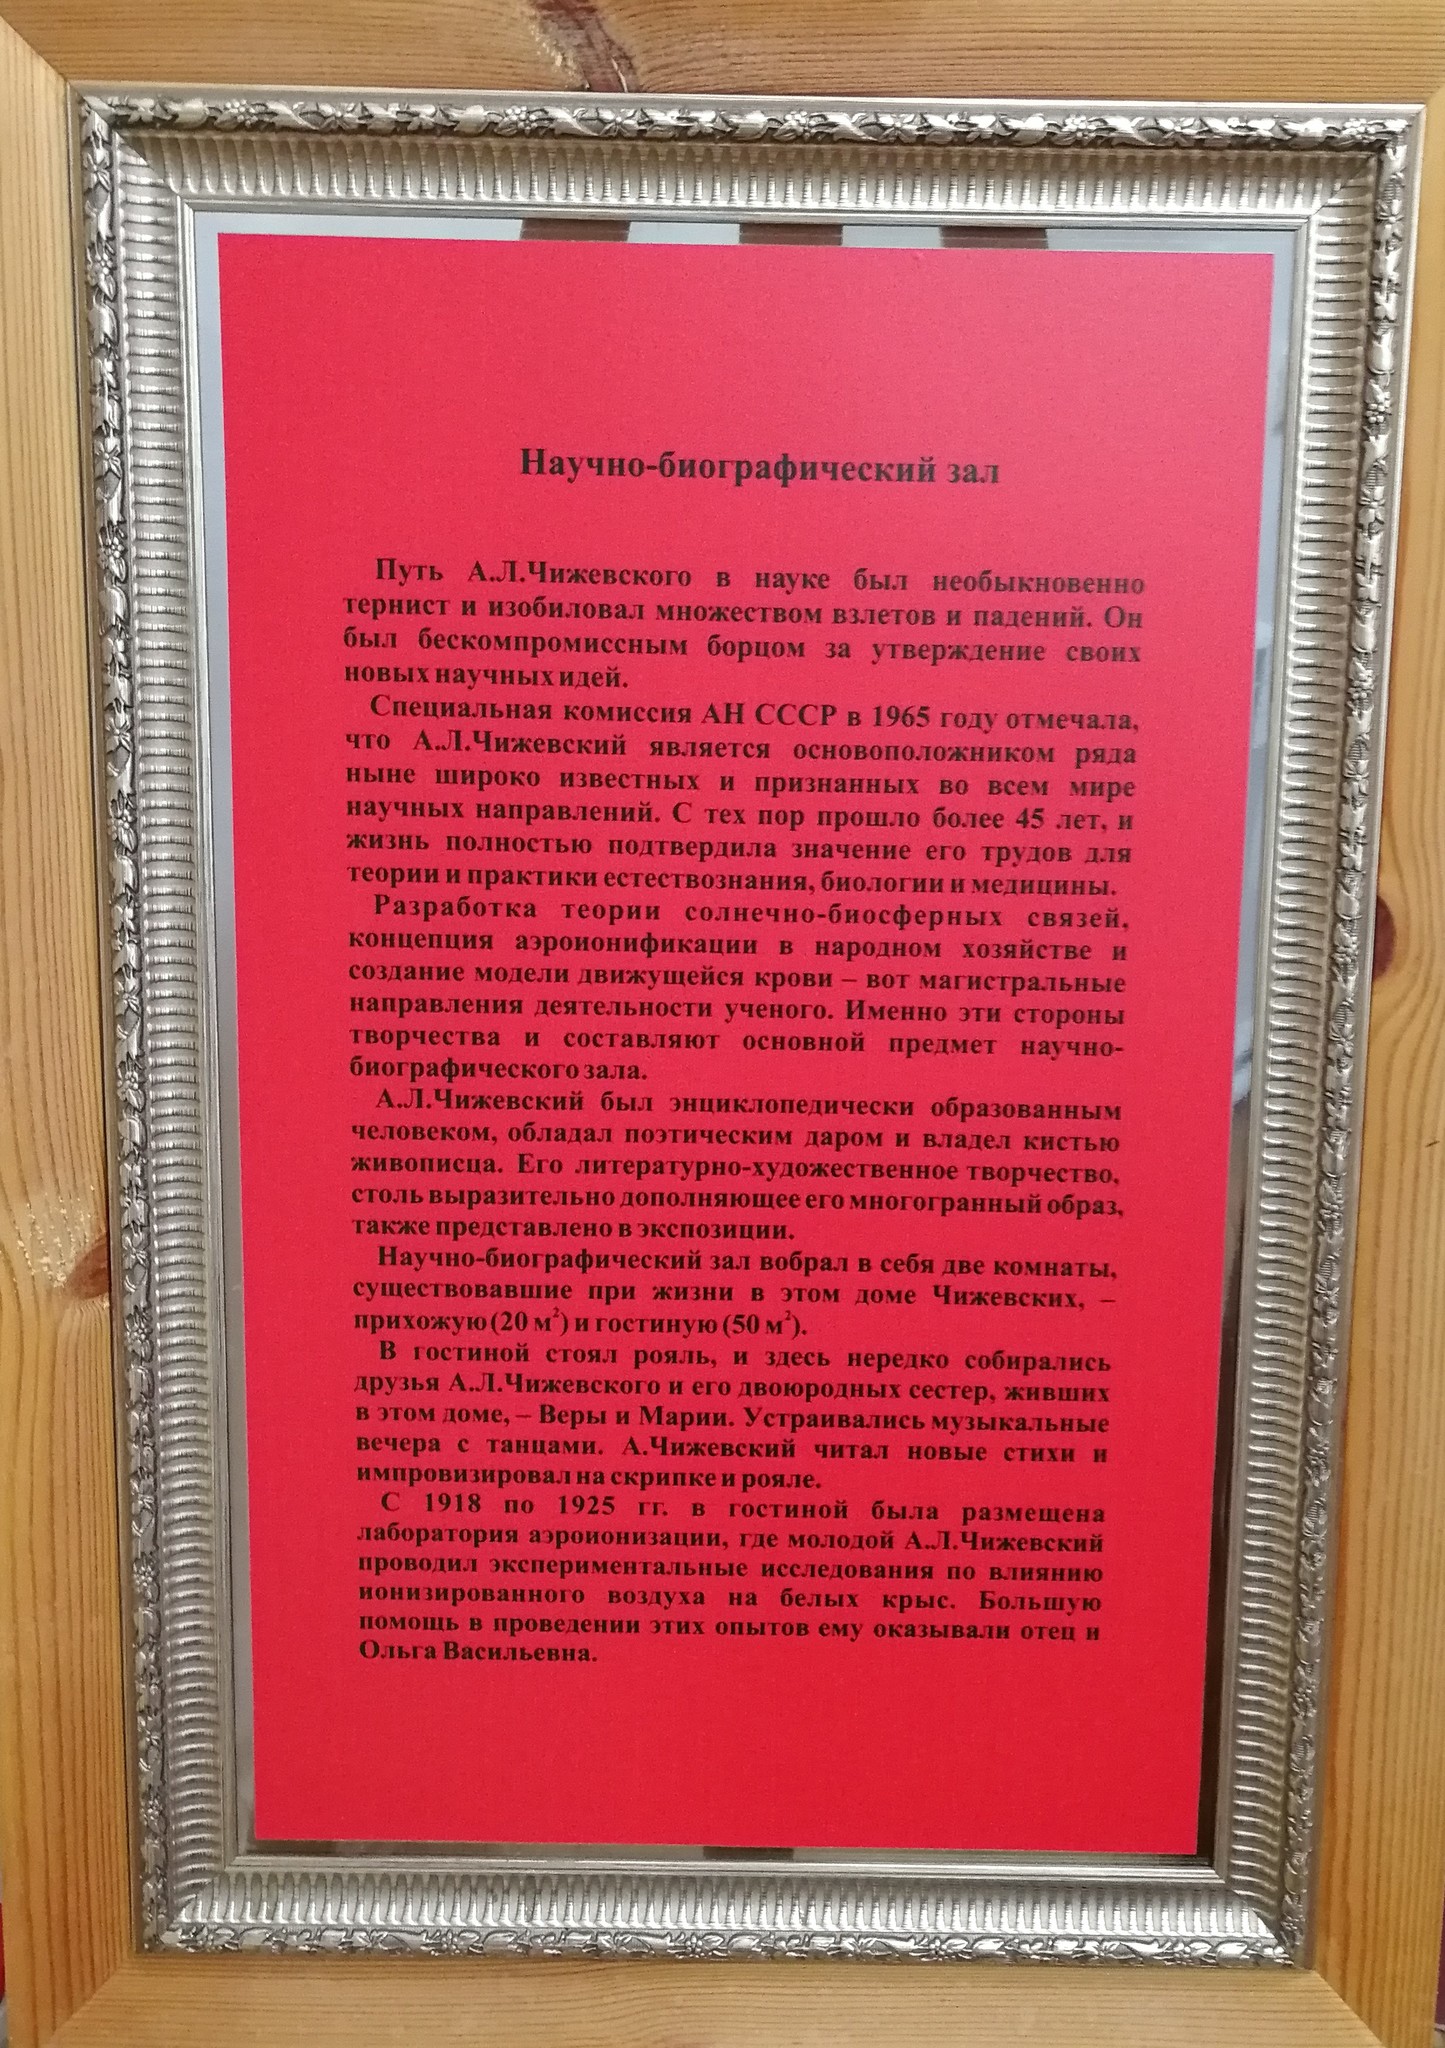 Научно-биографический зал
Путь А.Л.Чижевского в науке был необыкновенно
тернист и изобиловал множеством взлетов и падений. Он
был бескомпромиссным борцом за утверждение своих
новых научных идей.
Специальная комиссия АН СССР в 1965 году отмечала,
что А.Л.Чижевский является основоположником ряда
ныне широко известных и признанных во всем мире
научных направлений. С тех пор прошло более 45 лет, и
жизнь полностью подтвердила значение его трудов для
теории и практики естествознания, биологии и медицины.
Разработка теории солнечно-биосферных связей,
концепция аэроионификации в народном хозяйстве и
создание модели движущейся крови – вот магистральные
направления деятельности ученого. Именно эти стороны
творчества и составляют основной предмет научно-
биографического зала.
А.Л.Чижевский был энциклопедически образованным
человеком, обладал поэтическим даром и владел кистью
живописца. Его литературно-художественное творчество,
столь выразительно дополняющее его многогранный образ,
также представлено в экспозиции.
Научно-биографический зал вобрал в себя две комнаты,
существовавшие при жизни в этом доме Чижевских, –
прихожую (20 м²) и гостиную (50 м²).
В гостиной стоял рояль, и здесь нередко собирались
друзья А.Л.Чижевского и его двоюродных сестер, живших
в этом доме, – Веры и Марии. Устраивались музыкальные
вечера с танцами. А.Чижевский читал новые стихи и
импровизировал на скрипке и рояле.
С 1918 по 1925 гг. в гостиной была размещена
лаборатория аэроионизации, где молодой А.Л.Чижевский
проводил экспериментальные исследования по влиянию
ионизированного воздуха на белых крыс. Большую
помощь в проведении этих опытов ему оказывали отец и
Ольга Васильевна.